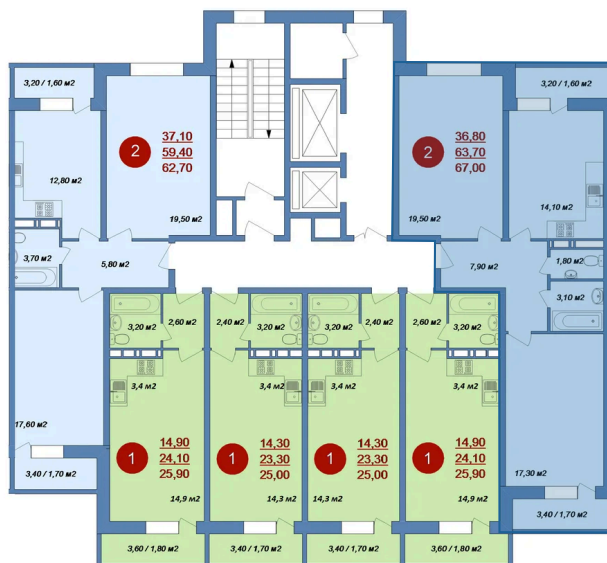 3,20 / 1,60 м2
3,20 / 1,60 м2
2
37,10
59,40
62,70
2
36,80
63,70
67,00
12,80 м2
19,50 м2
19,50 м2
14,10 м2
3,70 м2
5,80 м2
7,90 м2
1,80 м2
3,10 м2
3,20 м2
2,60 м2
2,40 м2
3,20 м2
3,20 м2
2,40 м2
2,60 м2
3,20 м2
3,4 м2
3,4 м2
3,4 м2
3,4 м2
17,60 м2
1
14,90
24,10
25,90
1
14,30
23,30
25,00
1
14,30
23,30
25,00
1
14,90
24,10
25,90
17,30 м2
3,40 / 1,70 м2
14,9 м2
14,3 м2
14,3 м2
14,9 м2
3,40 / 1,70 м2
3,60 / 1,80 м2
3,40 / 1,70 м2
3,40 / 1,70 м2
3,60 / 1,80 м2